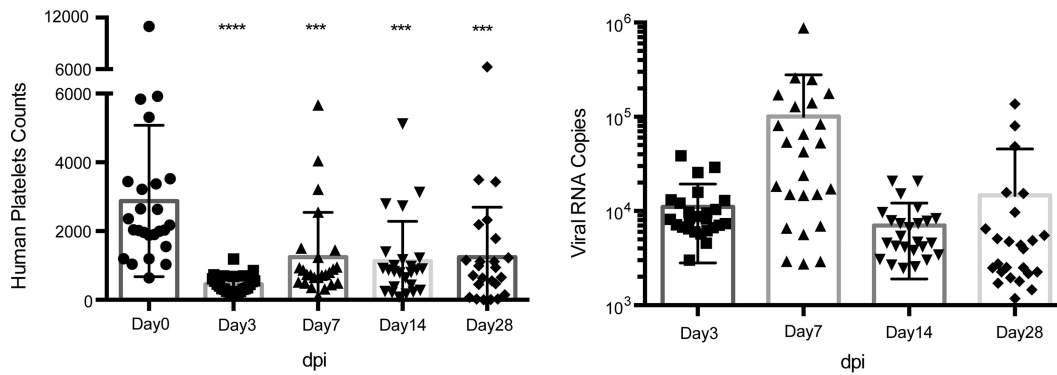 Human Platelets Counts
12000
6000
6000
4000
2000
0
**** *** *** ***
Day0 Day3 Day7 Day14 Day28
dpi
Viral RNA Copies
10⁶
10⁵
10⁴
10³
Day3 Day7 Day14 Day28
dpi